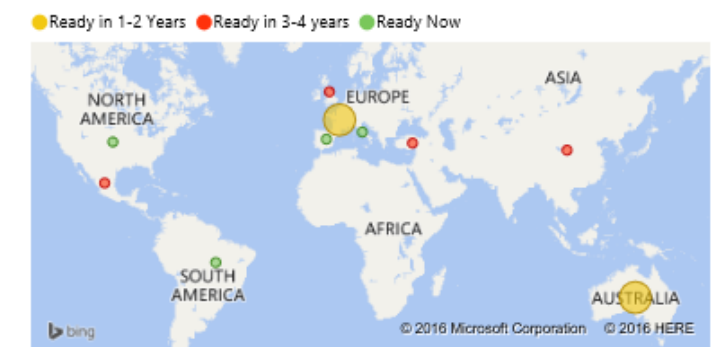 Ready in 1-2 Years Ready in 3-4 years Ready Now
ASIA
NORTH
AMERICA
EUROPE
AFRICA
SOUTH
AMERICA
AUSTRALIA
bing
© 2016 Microsoft Corporation © 2016 HERE